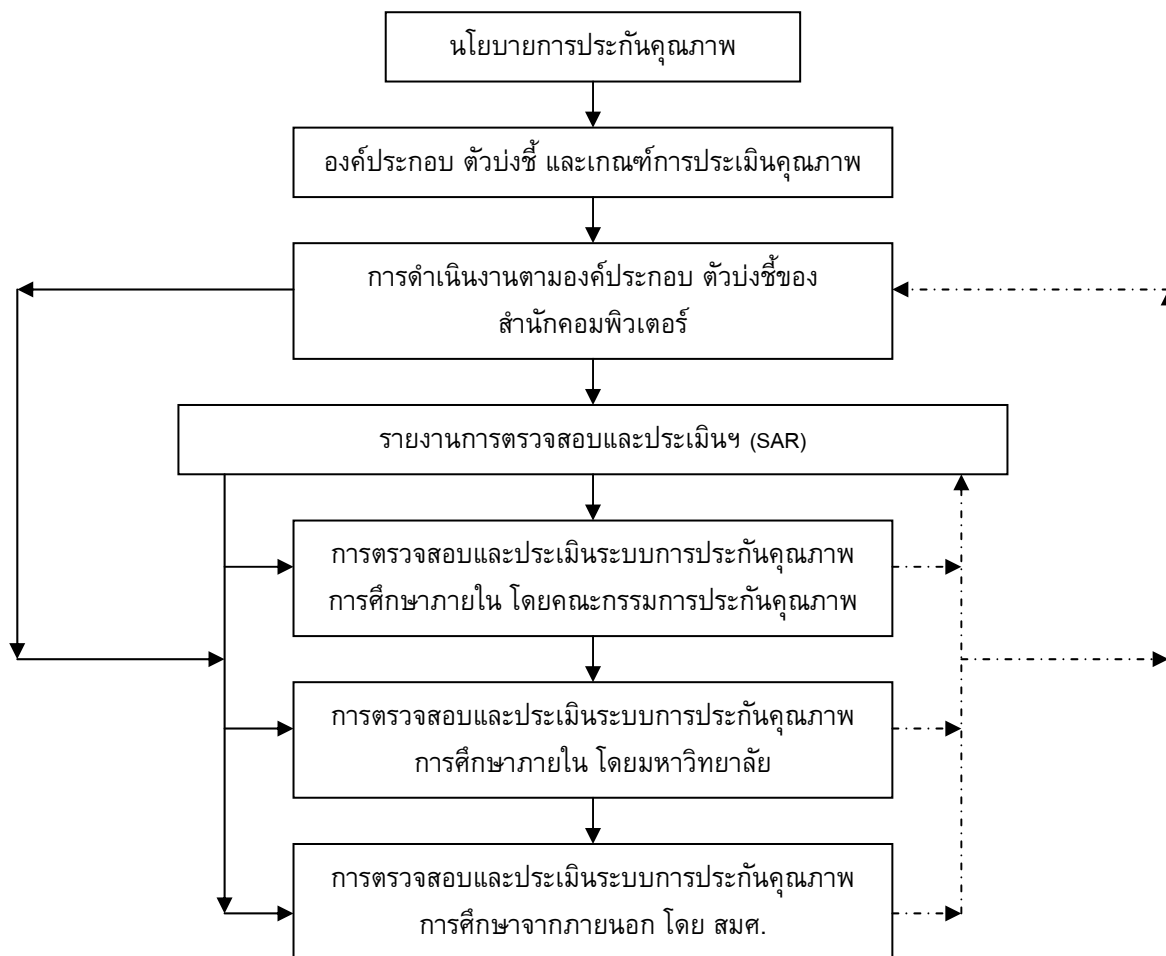 นโยบายการประกันคุณภาพ
องค์ประกอบ ตัวบ่งชี้ และเกณฑ์การประเมินคุณภาพ
การดำเนินงานตามองค์ประกอบ ตัวบ่งชี้ของ
สำนักคอมพิวเตอร์
รายงานการตรวจสอบและประเมินฯ (SAR)
การตรวจสอบและประเมินระบบการประกันคุณภาพ
การศึกษาภายใน โดยคณะกรรมการประกันคุณภาพ
การตรวจสอบและประเมินระบบการประกันคุณภาพ
การศึกษาภายใน โดยมหาวิทยาลัย
การตรวจสอบและประเมินระบบการประกันคุณภาพ
การศึกษาจากภายนอก โดย สมศ.